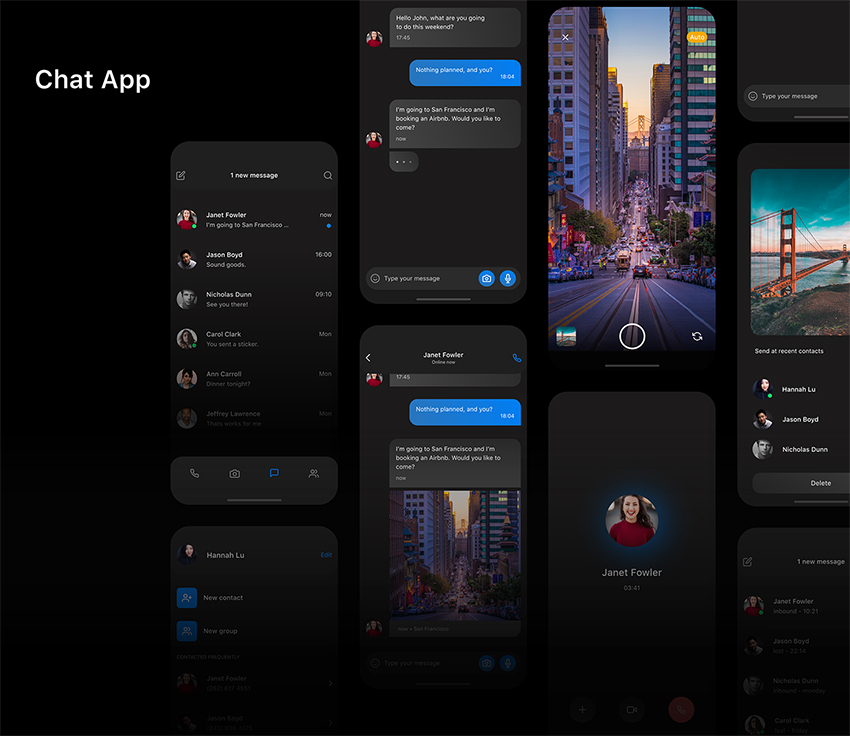 Chat App
1 new message
Janet Fowler
now
I'm going to San Francisco ...
Jason Boyd
16:00
Sound goods.
Nicholas Dunn
09:10
See you there!
Carol Clark
Mon
You sent a sticker.
Ann Carroll
Mon
Dinner tonight?
Jeffrey Lawrence
Mon
Thats works for me
Hannah Lu
Edit
New contact
New group
CONTACTED FREQUENTLY
Janet Fowler
Jason Boyd
Hello John, what are you going
to do this weekend?
17:45
Nothing planned, and you?
18:04
I'm going to San Francisco and I'm
booking an Airbnb. Would you like to
come?
now
Type your message
Janet Fowler
Online now
17:45
Nothing planned, and you?
18:04
I'm going to San Francisco and I'm
booking an Airbnb. Would you like to
come?
now
now • San Francisco
Type your message
Auto
Janet Fowler
03:41
Type your message
Send at recent contacts
Hannah Lu
Jason Boyd
Nicholas Dunn
Delete
1 new message
Janet Fowler
inbound - 10:21
Jason Boyd
lost - 22:14
Nicholas Dunn
inbound - monday
Carol Clark
lost - friday